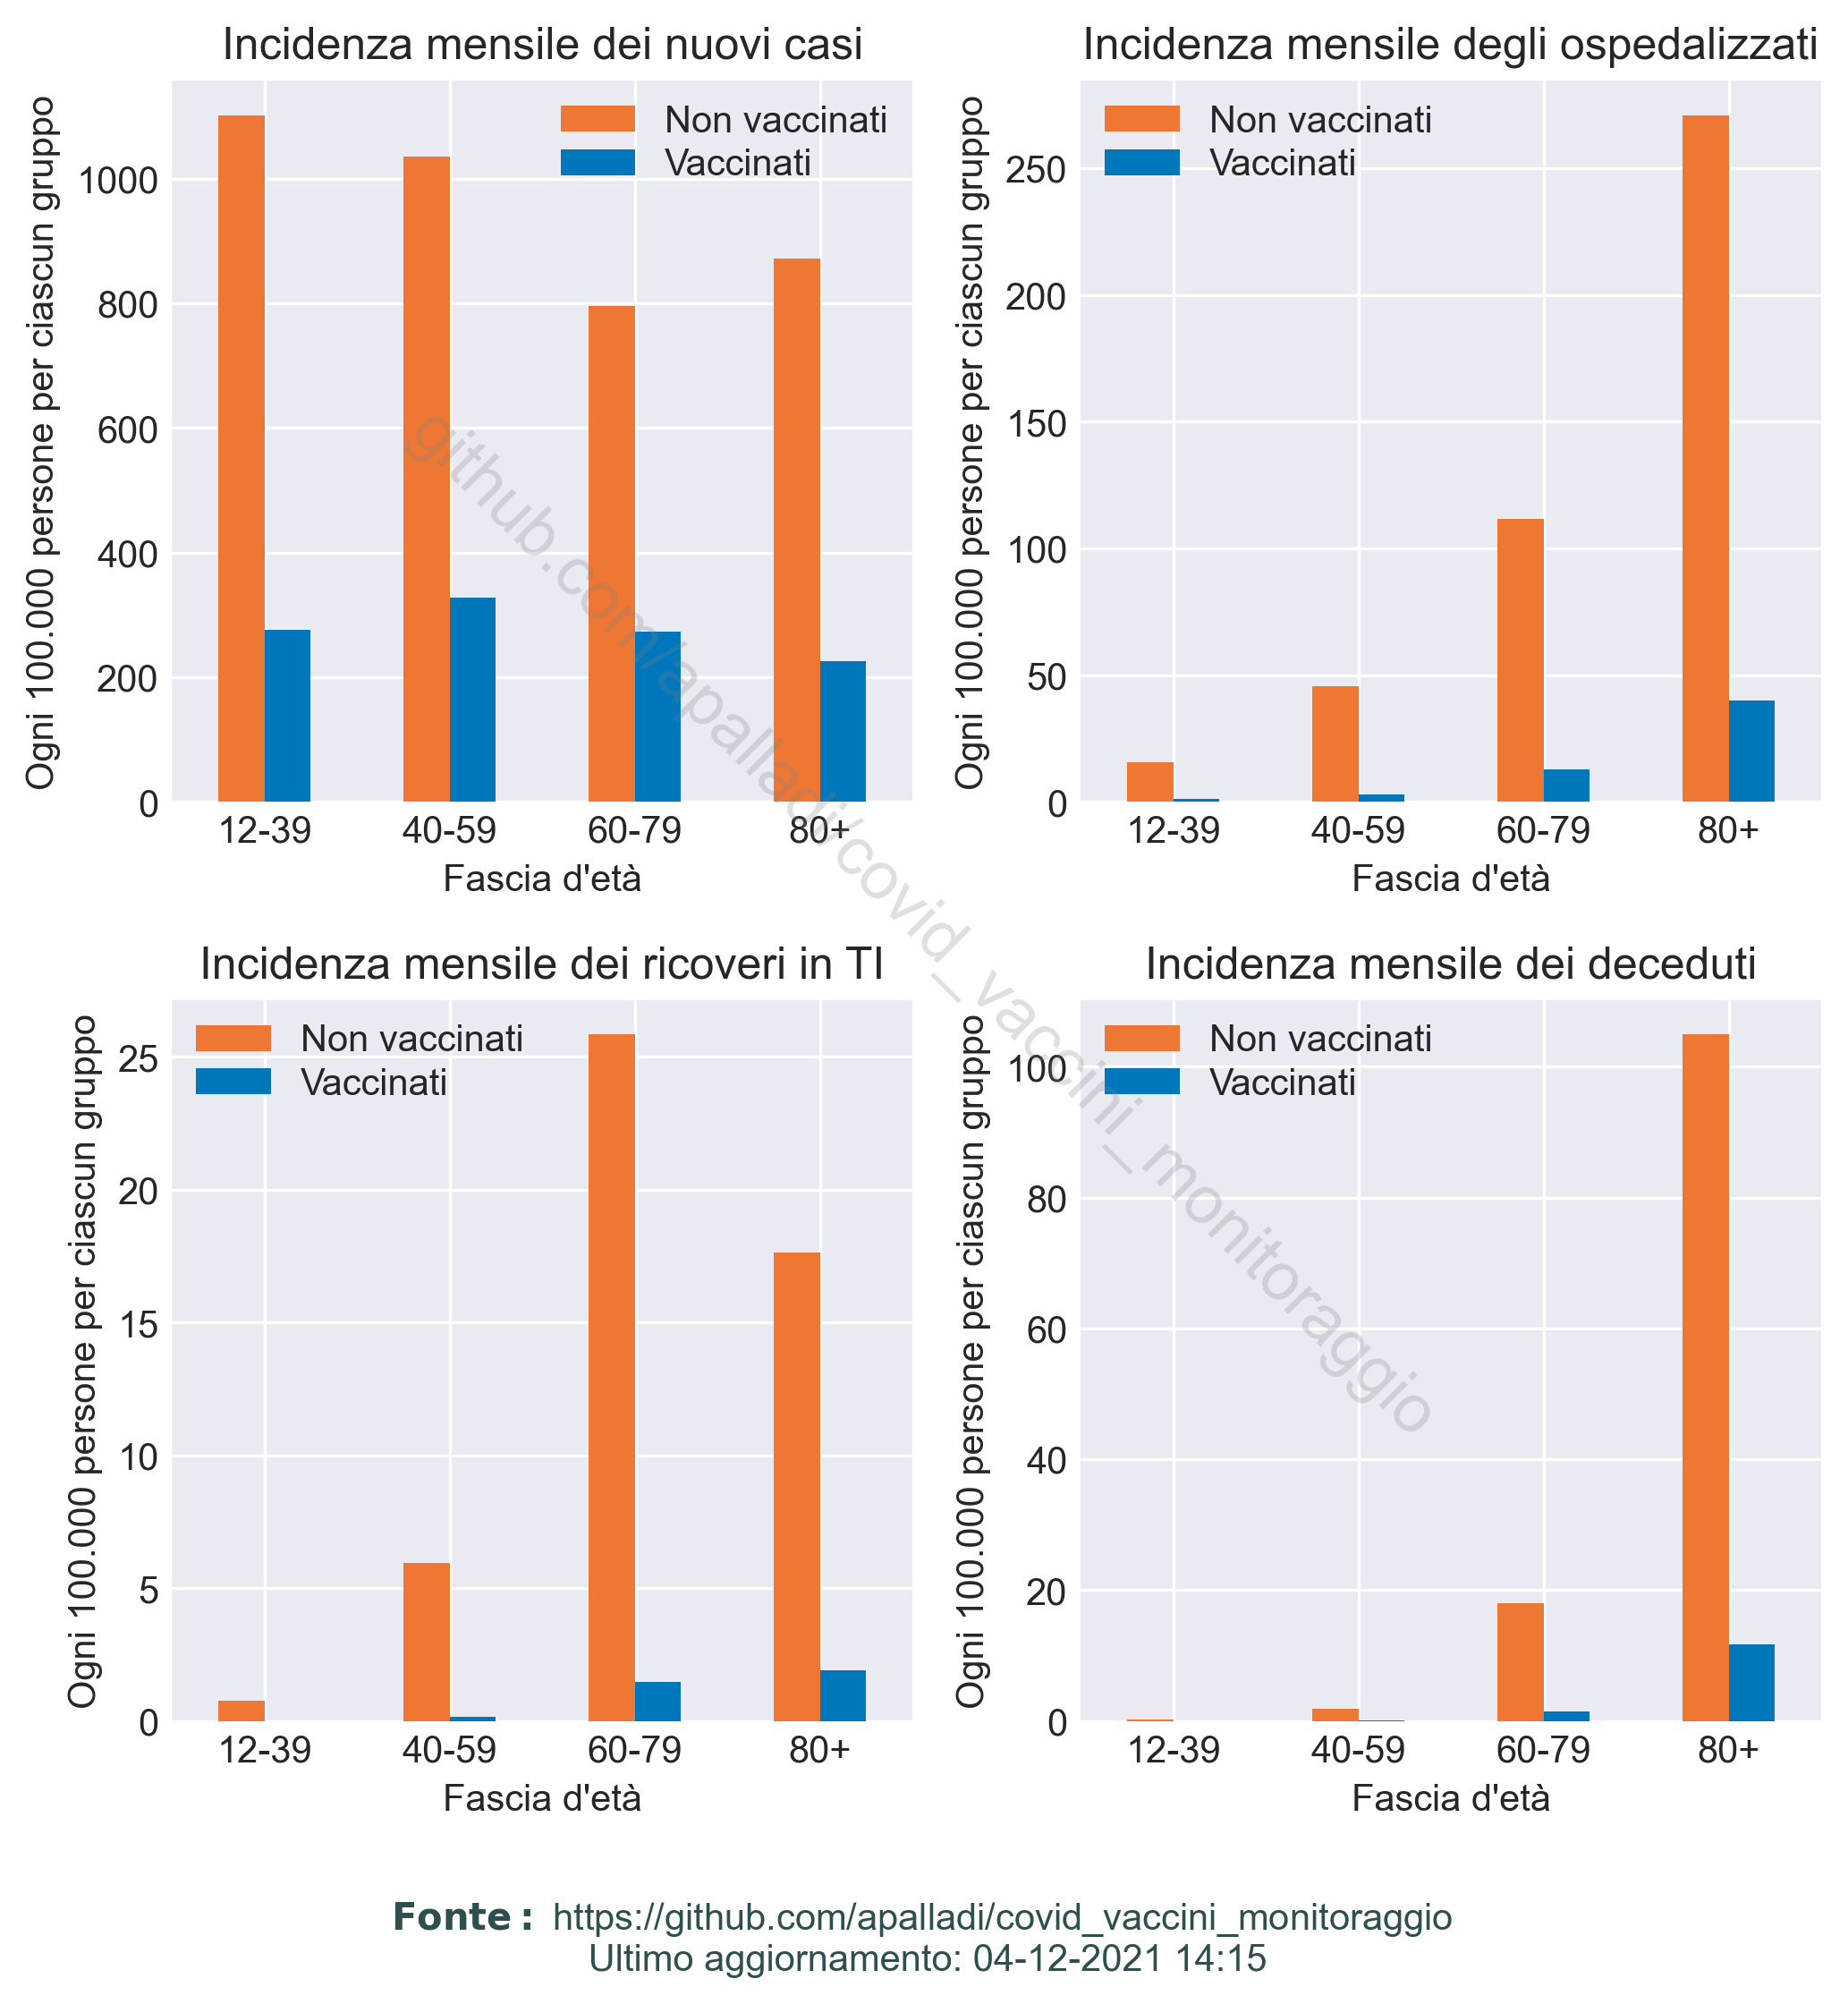 Incidenza mensile dei nuovi casi
Ogni 100.000 persone per ciascun gruppo
1000
800
600
400
200
0
Non vaccinati
Vaccinati
12-39 40-59 60-79 80+
Fascia d'età
Incidenza mensile degli ospedalizzati
Ogni 100.000 persone per ciascun gruppo
250
200
150
100
50
0
Non vaccinati
Vaccinati
12-39 40-59 60-79 80+
Fascia d'età
Incidenza mensile dei ricoveri in TI
Ogni 100.000 persone per ciascun gruppo
25
20
15
10
5
0
Non vaccinati
Vaccinati
12-39 40-59 60-79 80+
Fascia d'età
Incidenza mensile dei deceduti
Ogni 100.000 persone per ciascun gruppo
100
80
60
40
20
0
Non vaccinati
Vaccinati
12-39 40-59 60-79 80+
Fascia d'età
github.com/apalladi/covid_vaccini_monitoraggio
Fonte: https://github.com/apalladi/covid_vaccini_monitoraggio
Ultimo aggiornamento: 04-12-2021 14:15